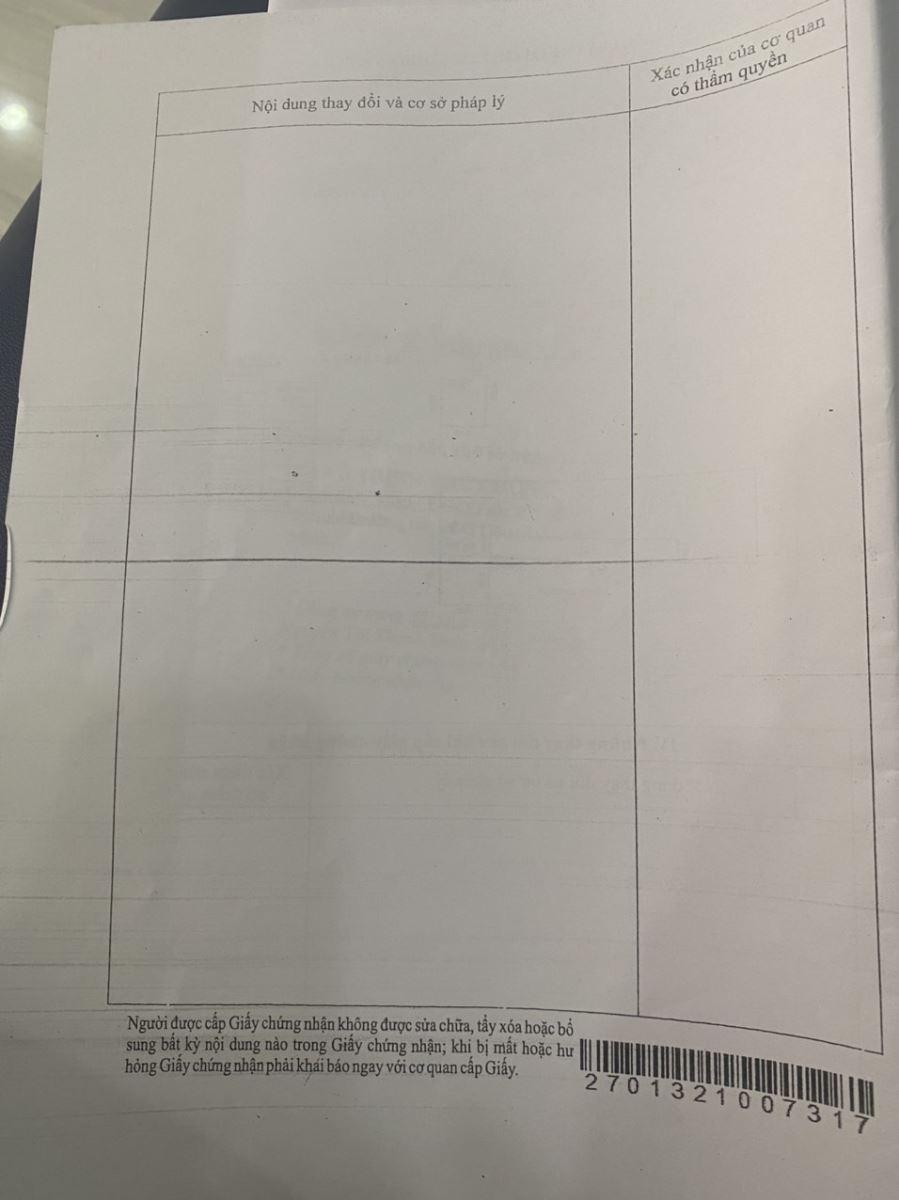 Nội dung thay đổi và cơ sở pháp lý
Xác nhận của cơ quan
có thẩm quyền
Người được cấp Giấy chứng nhận không được sửa chữa, tẩy xóa hoặc bổ
sung bất kỳ nội dung nào trong Giấy chứng nhận; khi bị mất hoặc hư
hỏng Giấy chứng nhận phải khai báo ngay với cơ quan cấp Giấy.
2701321007317